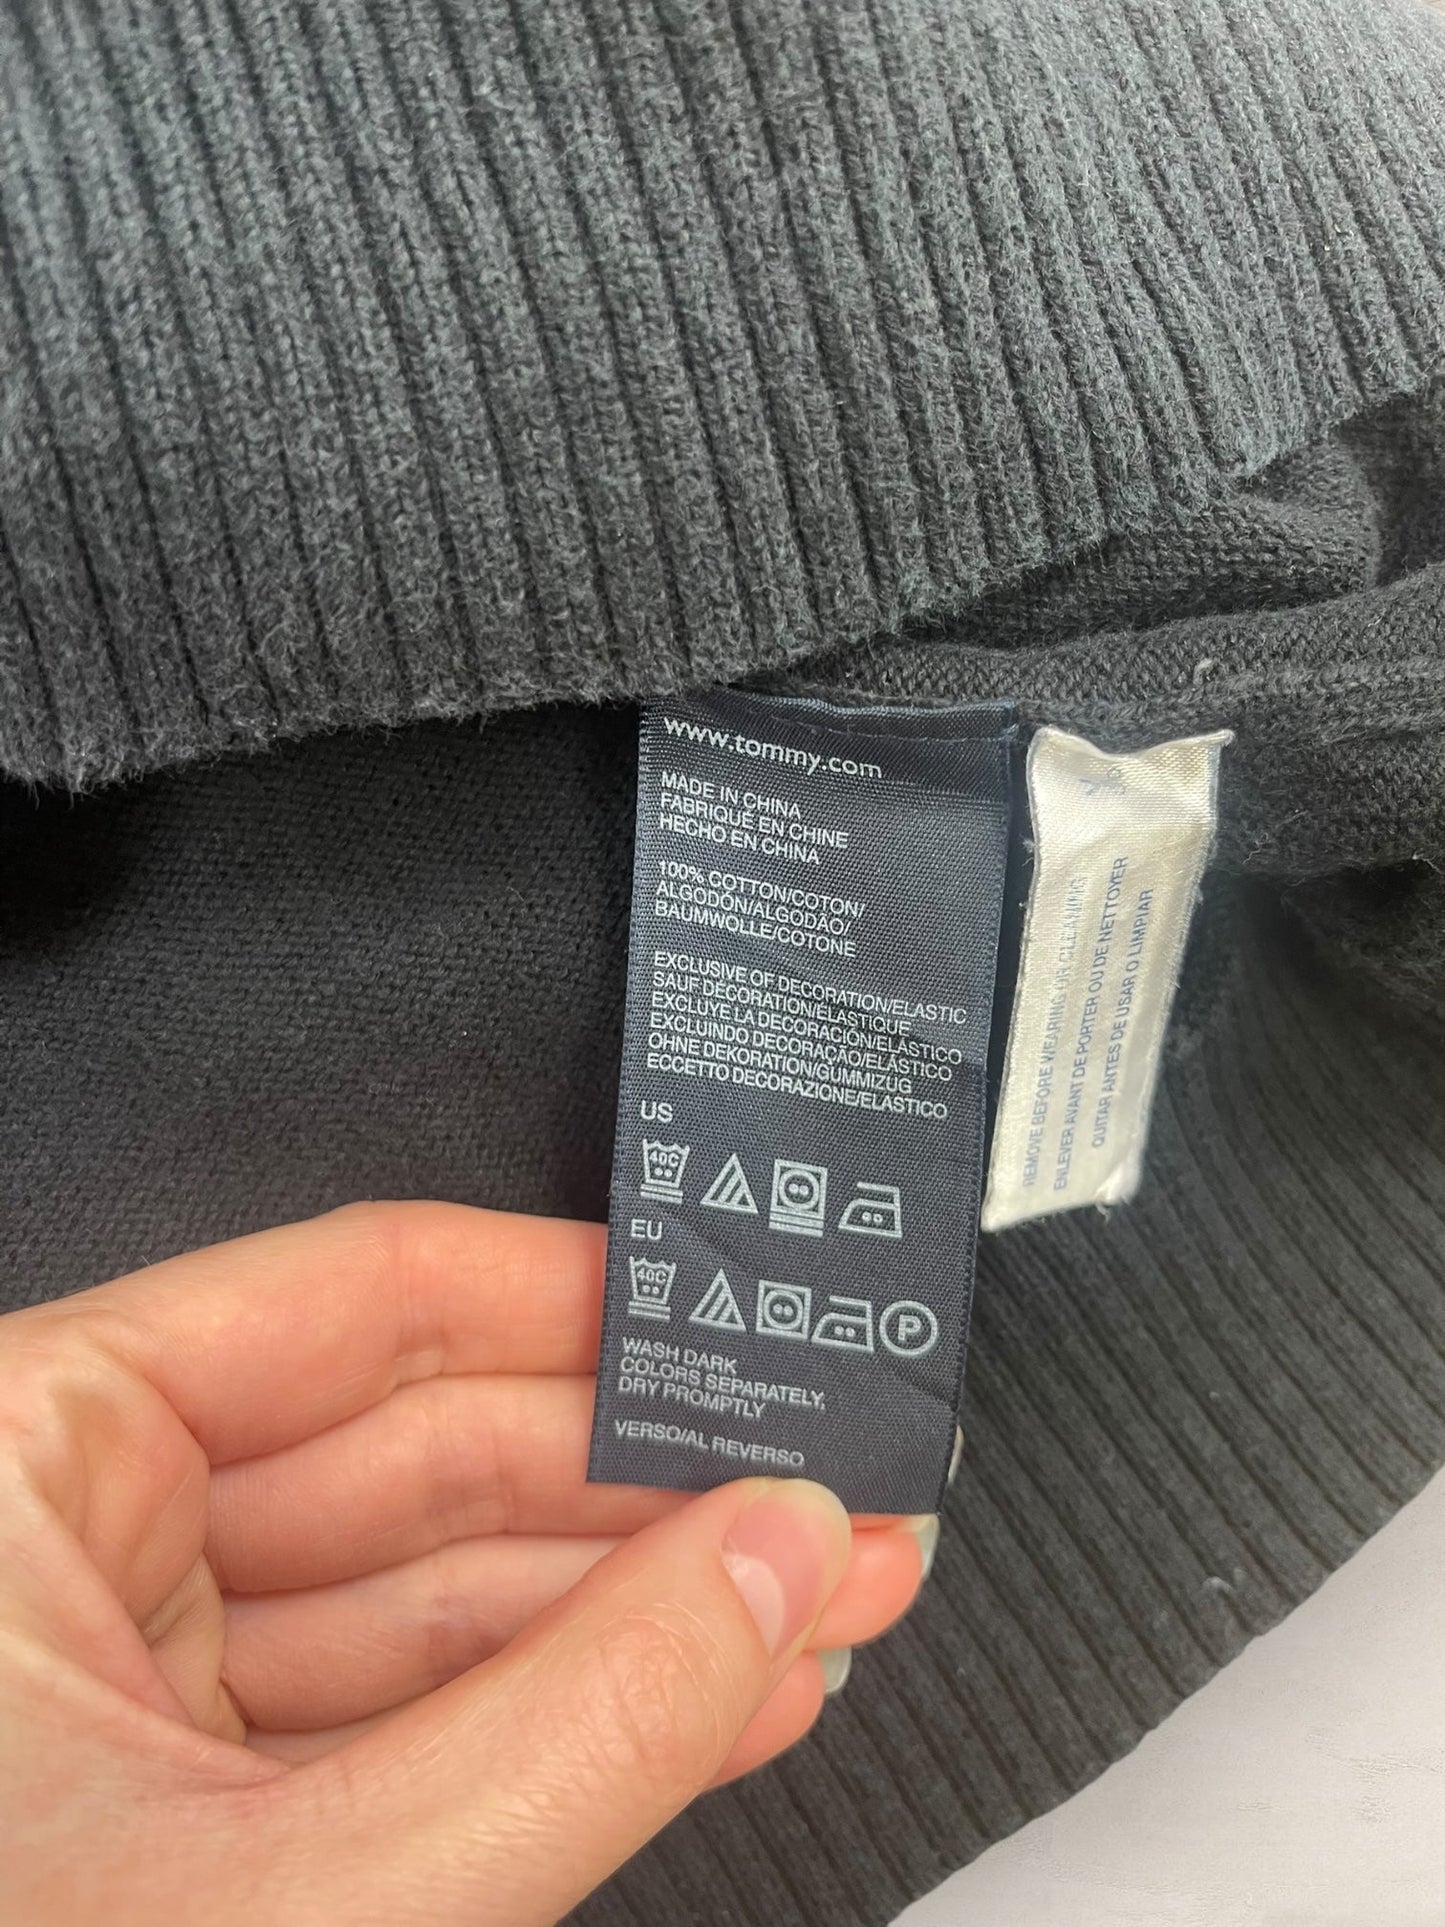 www.tommy.com
MADE IN CHINA
FABRIQUÉ EN CHINE
HECHO EN CHINA
100% COTTON/COTON/
ALGODÓN/ALGODÃO/
BAUMWOLLE/COTONE
EXCLUSIVE OF DECORATION/ELASTIC
SAUF DÉCORATION/ÉLASTIQUE
EXCLUYE LA DECORACIÓN/ELÁSTICO
EXCLUINDO DECORAÇÃO/ELÁSTICO
OHNE DEKORATION/GUMMIZUG
ECCETTO DECORAZIONE/ELASTICO
US
40C
EU
40C
P
WASH DARK
COLORS SEPARATELY.
DRY PROMPTLY
VERSO/AL REVERSO
REMOVE BEFORE WEARING OR CLEANING
ENLEVER AVANT DE PORTER OU DE NETTOYER
QUITAR ANTES DE USAR O LIMPIAR